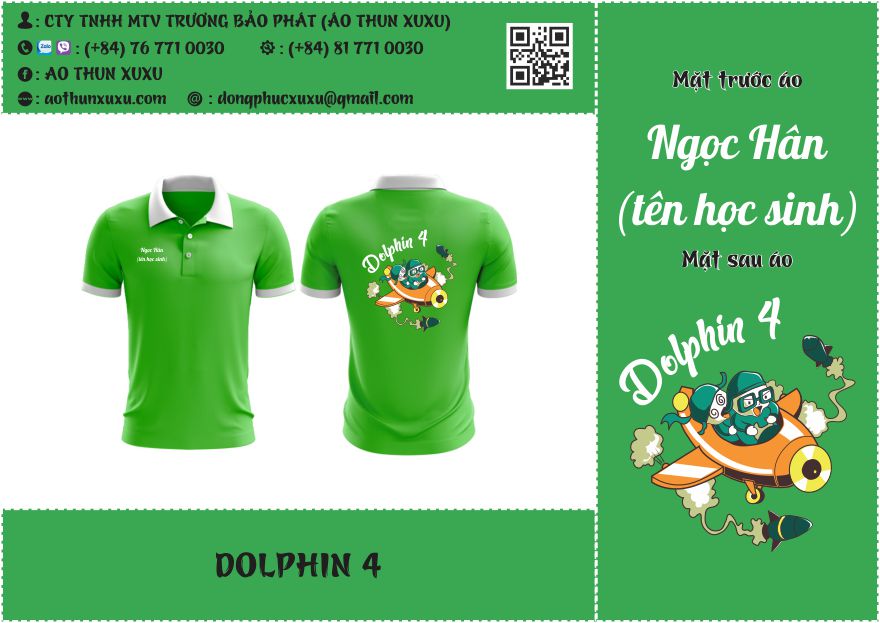 : CTY TNHH MTV TRƯƠNG BẢO PHÁT (ÁO THUN XUXU)
Zalo : (+84) 76 771 0030 : (+84) 81 771 0030
f : AO THUN XUXU
www : aothunxuxu.com @ : dongphucxuxu@gmail.com
Ngọc Hân
(tên học sinh)
Dolphin 4
DOLPHIN 4
Mặt trước áo
Ngọc Hân
(tên học sinh)
Mặt sau áo
Dolphin 4